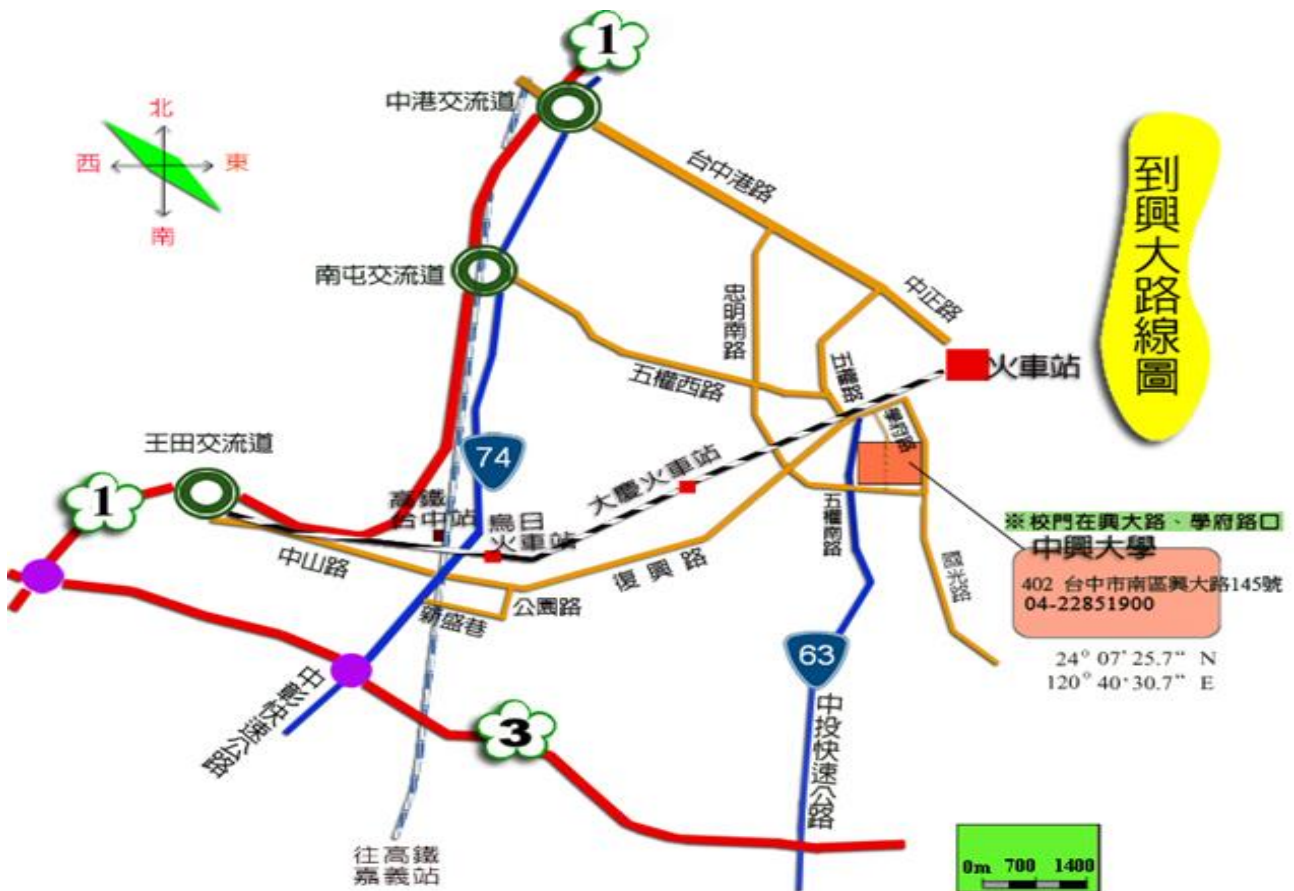 1
中港交流道
北
西
東
南
台中港路
到興大路線圖
南屯交流道
忠明南路
中正路
火車站
五權西路
五權路
學府路
王田交流道
74
大慶火車站
1
高鐵
台中站
烏日
火車站
五權南路
※校門在興大路、學府路口
中興大學
402 台中市南區興大路145號
04-22851900
中山路
復興路
國光路
新盛巷
公園路
63
24° 07' 25.7" N
120° 40' 30.7" E
中彰快速公路
3
中投快速公路
往高鐵
嘉義站
0m 700 1400